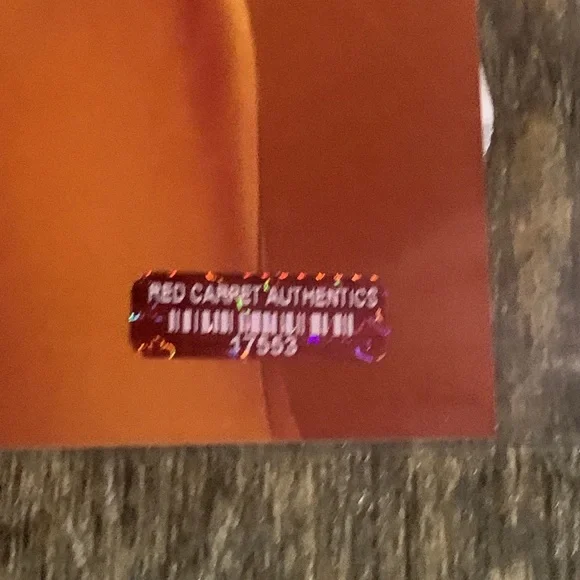 RED CARPET AUTHENTICS
17553